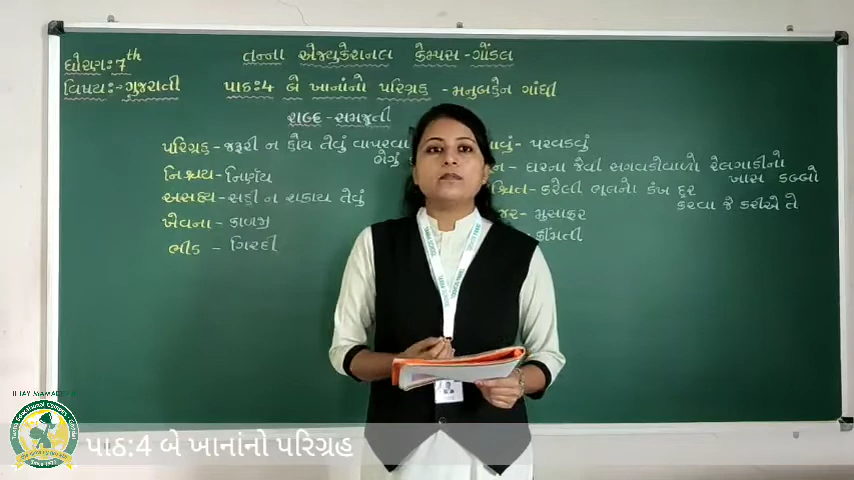 ધોરણઃ 7th
તન્ના એજ્યુકેશનલ કેમ્પસ - ગોંડલ
વિષયઃ- ગુજરાતી
પાઠઃ4 બે ખાનાંનો પરિગ્રહ - મનુબહેન ગાંધી
શબ્દ - સમજૂતી
પરિગ્રહ - જરૂરી ન હોય તેવું વાપરવા
ભેગું
નિશ્ચય - નિર્ણય
અસહ્ય - સહી ન શકાય તેવું
ખેવના - કાળજી
ભીડ - ગિરદી
પરવડવું
ઘરના જેવી સગવડોવાળો રેલગાડીનો
ખાસ ડબ્બો
કરેલી ભૂલનો ડંખ દૂર
કરવા જે કરીએ તે
મુસાફર
કીંમતી
પાઠ:4 બે ખાનાંનો પરિગ્રહ